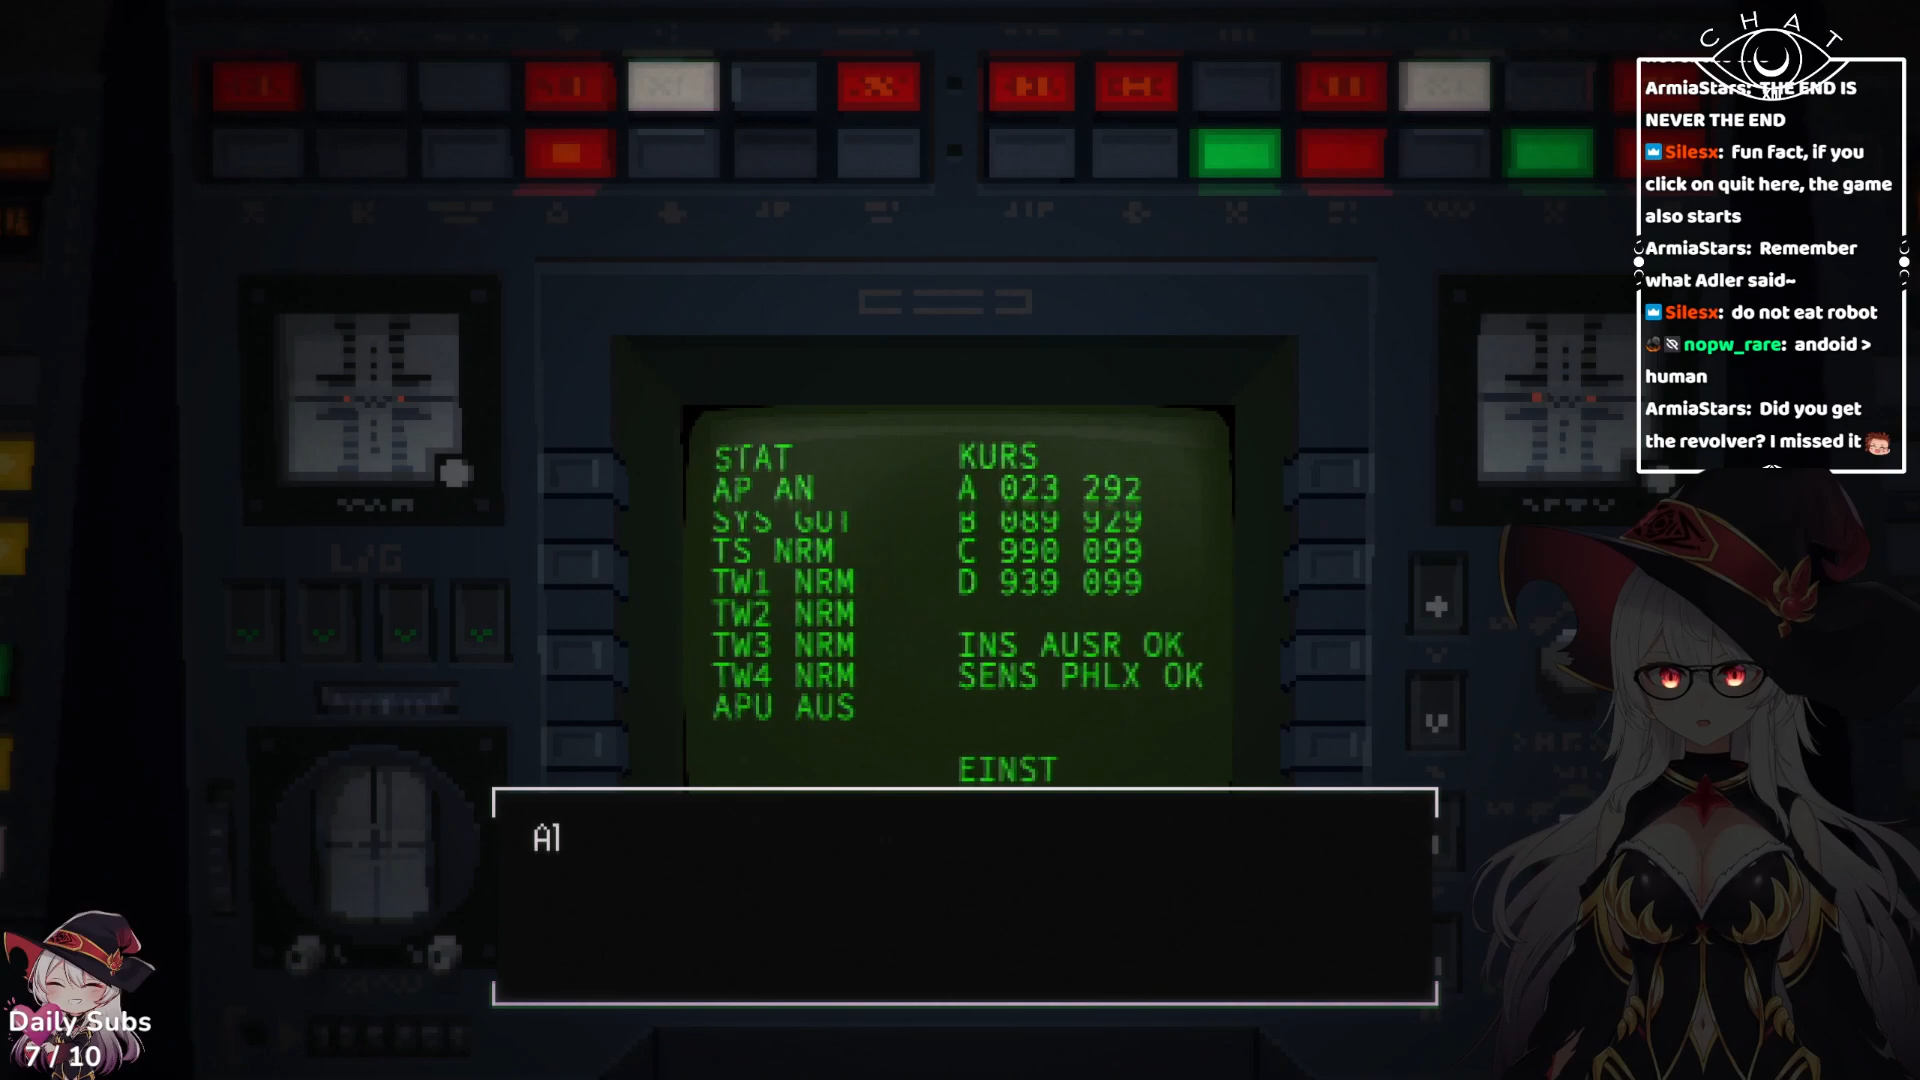 CHAT
XIII
ArmiaStars: THE END IS
NEVER THE END
Silesx: fun fact, if you
click on quit here, the game
also starts
ArmiaStars: Remember
what Adler said~
Silesx: do not eat robot
nopw_rare: andoid >
human
ArmiaStars: Did you get
the revolver? I missed it
L/G
STAT
AP AN
SYS GUT
TS NRM
TW1 NRM
TW2 NRM
TW3 NRM
TW4 NRM
APU AUS
KURS
A 023 292
B 089 929
C 990 099
D 939 099
INS AUSR OK
SENS PHLX OK
EINST
Al
Daily Subs
7 / 10